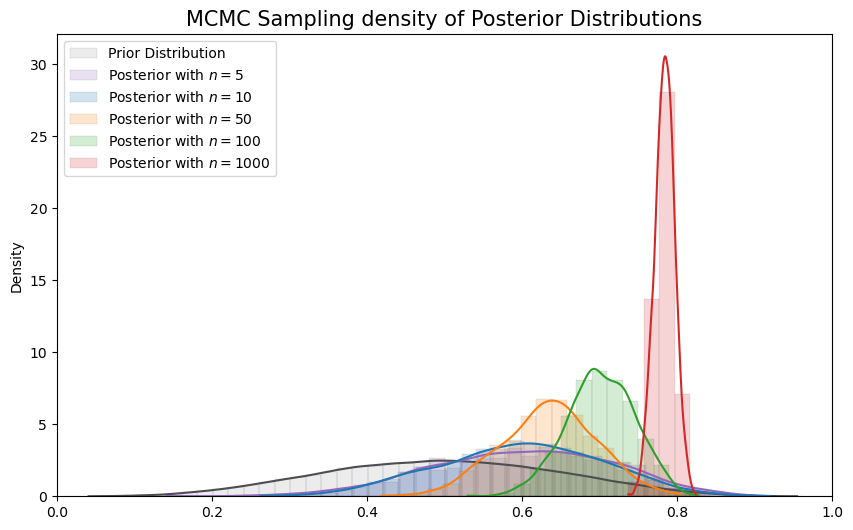 MCMC Sampling density of Posterior Distributions
Prior Distribution
Posterior with n = 5
Posterior with n = 10
Posterior with n = 50
Posterior with n = 100
Posterior with n = 1000
Density
30
25
20
15
10
5
0
0.0 0.2 0.4 0.6 0.8 1.0